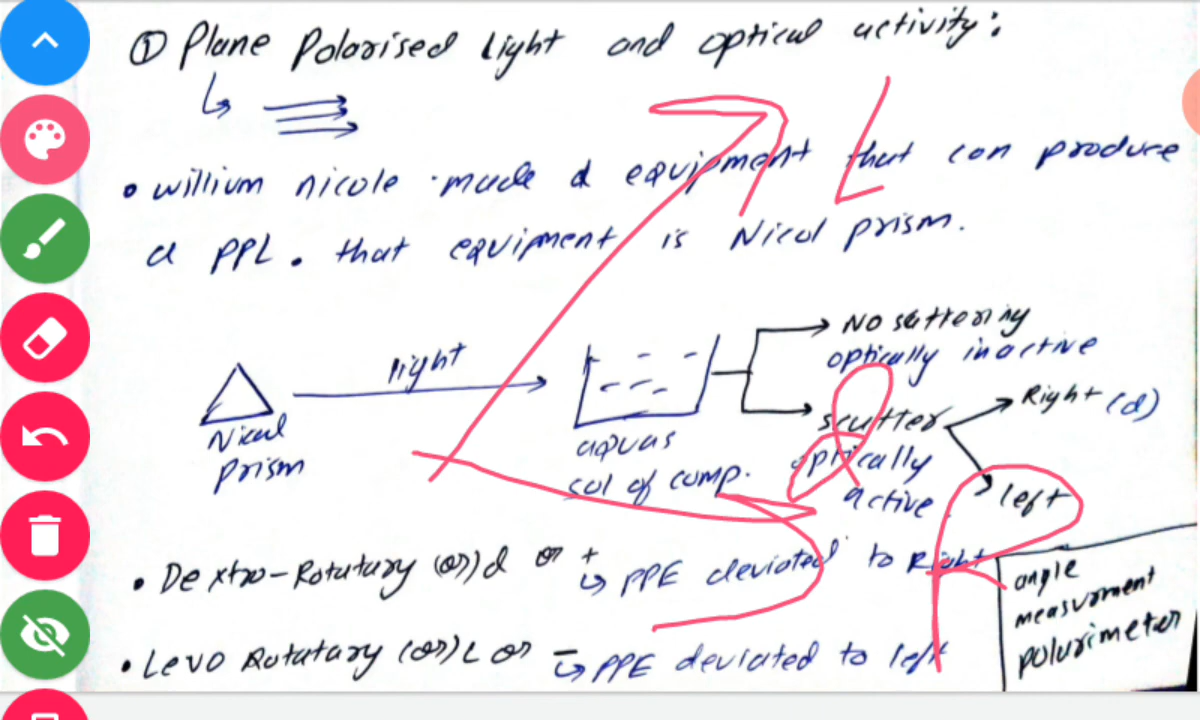 ① Plane Polarised Light and optical activity:
• willium nicole made a equipment that can produce
a PPL. that equipment is Nicol prism.
No scattering
optically inactive
light
Right (d)
scatter
Nicol
prism
aquas
sol of comp.
optically
active
left
• Dextro-Rotatary (or) d or + ↳ PPE deviated to Right
• Levo Rotatary (or) L or - ↳ PPE deviated to left
angle
measurment
polarimeter